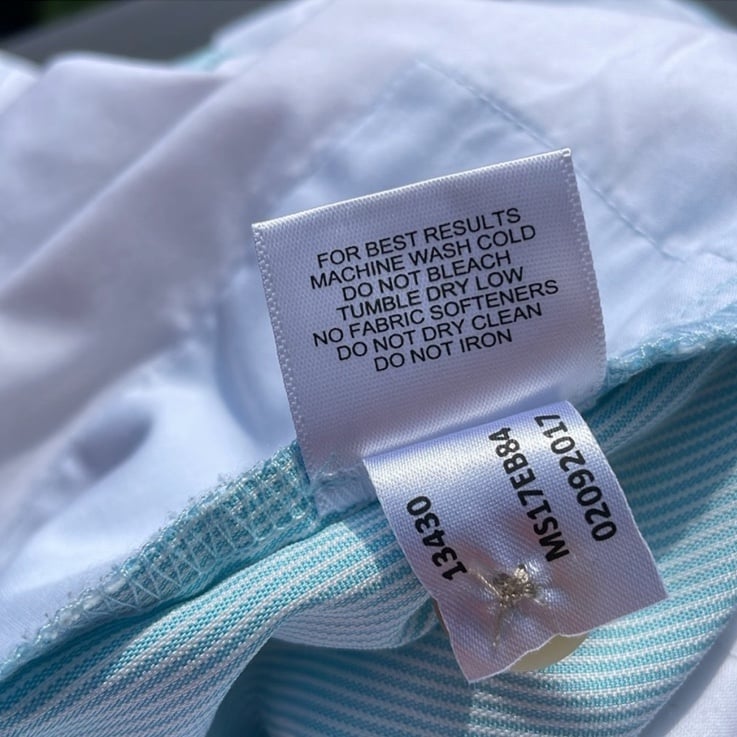 FOR BEST RESULTS
MACHINE WASH COLD
DO NOT BLEACH
TUMBLE DRY LOW
NO FABRIC SOFTENERS
DO NOT DRY CLEAN
DO NOT IRON
13430
MS17EB84
02092017